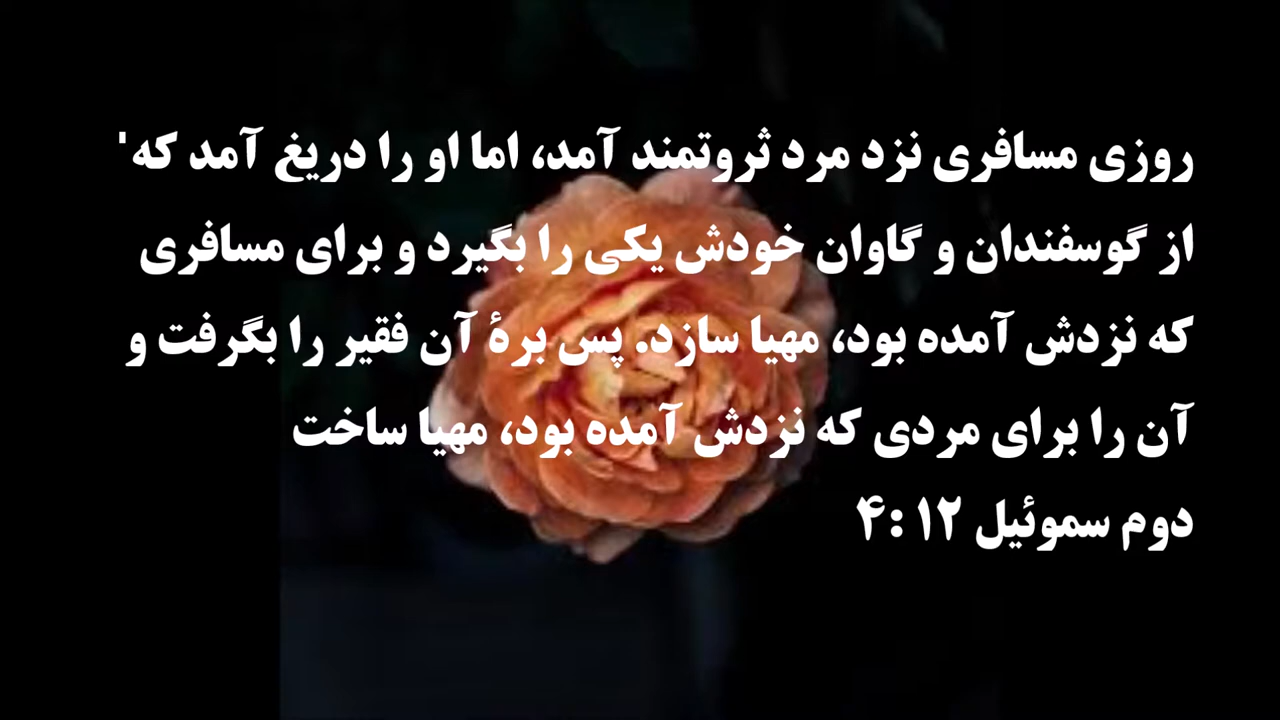 روزی مسافری نزد مرد ثروتمند آمد، اما او را دریغ آمد که'
از گوسفندان و گاوان خودش یکی را بگیرد و برای مسافری
که نزدش آمده بود، مهیا سازد. پس برۀ آن فقیر را بگرفت و
آن را برای مردی که نزدش آمده بود، مهیا ساخت
دوم سموئیل ۱۲ :۴